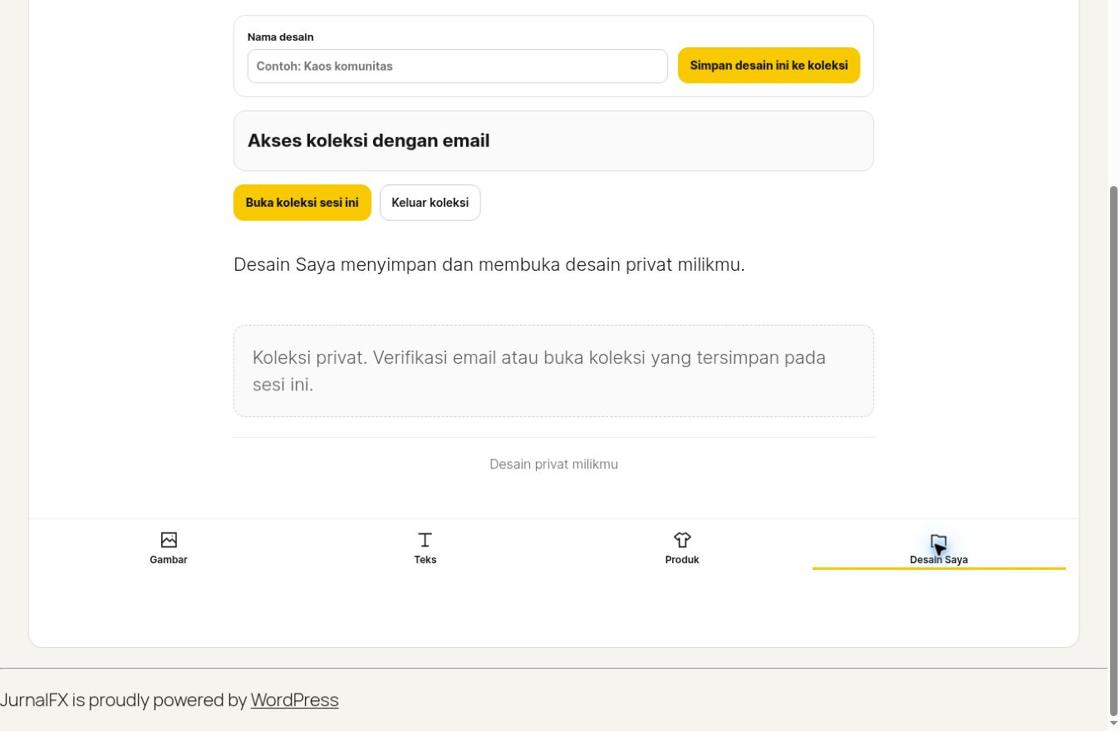 Nama desain
Contoh: Kaos komunitas
Simpan desain ini ke koleksi
Akses koleksi dengan email
Buka koleksi sesi ini
Keluar koleksi
Desain Saya menyimpan dan membuka desain privat milikmu.
Koleksi privat. Verifikasi email atau buka koleksi yang tersimpan pada
sesi ini.
Desain privat milikmu
Gambar
Teks
Produk
Desain Saya
JurnalFX is proudly powered by WordPress